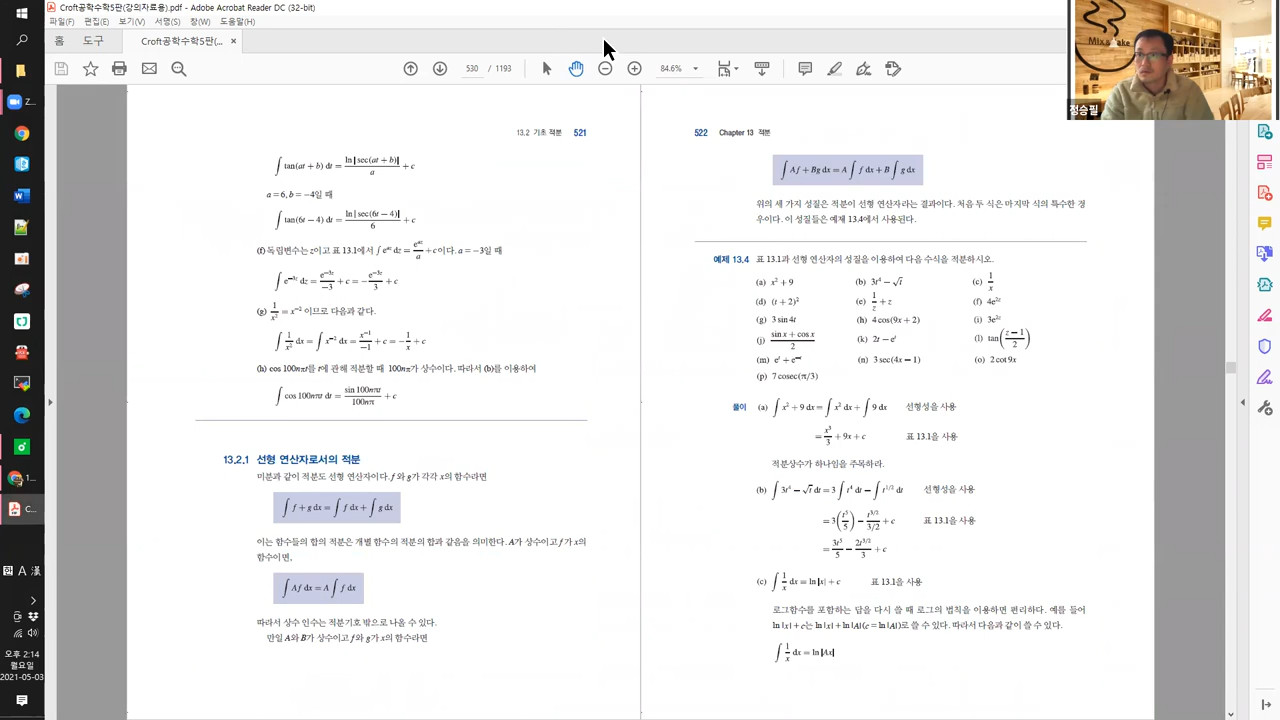 Croft공학수학5판(강의자료용).pdf - Adobe Acrobat Reader DC (32-bit)
파일(F) 편집(E) 보기(V) 서명(S) 창(W) 도움말(H)
홈 도구 Croft공학수학5판(... ×
530 / 1193 84.6%
Mix & Bake
정승필
Z...
1...
C...
한 A 漢
오후 2:14
월요일
2021-05-03
13.2 기초 적분 521
∫ tan(at + b) dt = ln|sec(at + b)|/a + c
a = 6, b = −4일 때
∫ tan(6t − 4) dt = ln|sec(6t − 4)|/6 + c
(f) 독립변수는 z이고 표 13.1에서 ∫ e^{az} dz = e^{az}/a + c이다. a = −3일 때
∫ e^{−3z} dz = e^{−3z}/−3 + c = −e^{−3z}/3 + c
(g) 1/x² = x^{−2} 이므로 다음과 같다.
∫ 1/x² dx = ∫ x^{−2} dx = x^{−1}/−1 + c = −1/x + c
(h) cos 100nπt를 t에 관해 적분할 때 100nπ가 상수이다. 따라서 (b)를 이용하여
∫ cos 100nπt dt = sin 100nπt/100nπ + c
13.2.1 선형 연산자로서의 적분
미분과 같이 적분도 선형 연산자이다. f 와 g가 각각 x의 함수라면
∫ f + g dx = ∫ f dx + ∫ g dx
이는 함수들의 합의 적분은 개별 함수의 적분의 합과 같음을 의미한다. A가 상수이고 f 가 x의
함수이면,
∫ Af dx = A ∫ f dx
따라서 상수 인수는 적분기호 밖으로 나올 수 있다.
만일 A와 B가 상수이고 f와 g가 x의 함수라면
522 Chapter 13 적분
∫ Af + Bg dx = A ∫ f dx + B ∫ g dx
위의 세 가지 성질은 적분이 선형 연산자라는 결과이다. 처음 두 식은 마지막 식의 특수한 경
우이다. 이 성질들은 예제 13.4에서 사용된다.
예제 13.4 표 13.1과 선형 연산자의 성질을 이용하여 다음 수식을 적분하시오.
(a) x² + 9 (b) 3t⁴ − √t (c) 1/x
(d) (t + 2)² (e) 1/z + z (f) 4e^{2z}
(g) 3 sin 4t (h) 4 cos(9x + 2) (i) 3e^{2z}
(j) (sin x + cos x)/2 (k) 2t − e^t (l) tan((z − 1)/2)
(m) e^t + e^{−t} (n) 3 sec(4x − 1) (o) 2 cot 9x
(p) 7 cosec(π/3)
풀이 (a) ∫ x² + 9 dx = ∫ x² dx + ∫ 9 dx 선형성을 사용
= x³/3 + 9x + c 표 13.1을 사용
적분상수가 하나임을 주목하라.
(b) ∫ 3t⁴ − √t dt = 3 ∫ t⁴ dt − ∫ t^{1/2} dt 선형성을 사용
= 3(t⁵/5) − t^{3/2}/(3/2) + c 표 13.1을 사용
= 3t⁵/5 − 2t^{3/2}/3 + c
(c) ∫ 1/x dx = ln|x| + c 표 13.1을 사용
로그함수를 포함하는 답을 다시 쓸 때 로그의 법칙을 이용하면 편리하다. 예를 들어
ln|x| + c는 ln|x| + ln|A|(c = ln|A|)로 쓸 수 있다. 따라서 다음과 같이 쓸 수 있다.
∫ 1/x dx = ln|Ax|